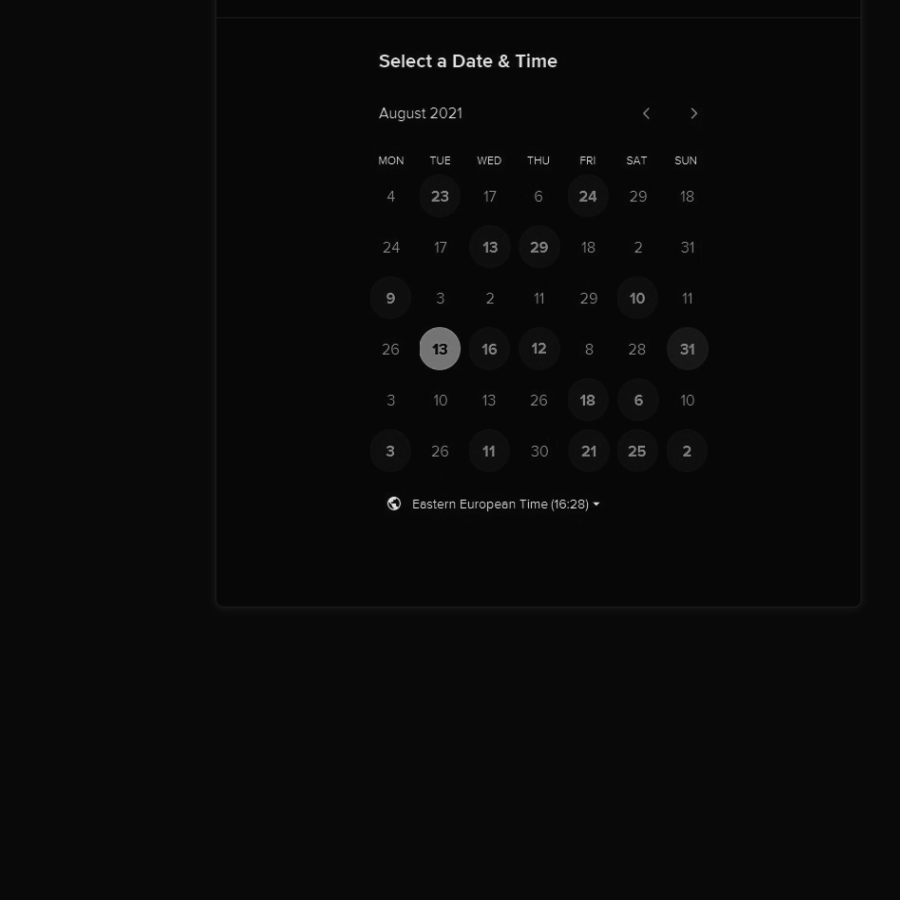 Select a Date & Time
August 2021
MON TUE WED THU FRI SAT SUN
4 23 17 6 24 29 18
24 17 13 29 18 2 31
9 3 2 11 29 10 11
26 13 16 12 8 28 31
3 10 13 26 18 6 10
3 26 11 30 21 25 2
Eastern European Time (16:28)